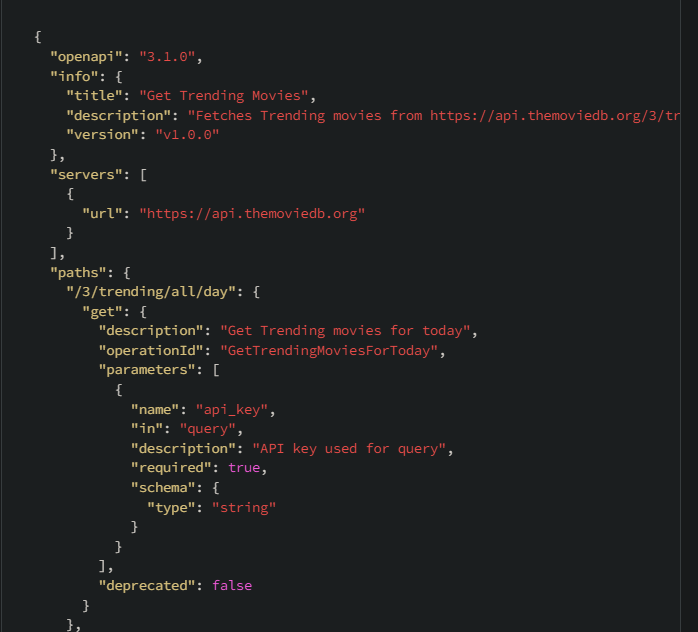 {
"openapi": "3.1.0",
"info": {
"title": "Get Trending Movies",
"description": "Fetches Trending movies from https://api.themoviedb.org/3/tr
"version": "v1.0.0"
},
"servers": [
{
"url": "https://api.themoviedb.org"
}
],
"paths": {
"/3/trending/all/day": {
"get": {
"description": "Get Trending movies for today",
"operationId": "GetTrendingMoviesForToday",
"parameters": [
{
"name": "api_key",
"in": "query",
"description": "API key used for query",
"required": true,
"schema": {
"type": "string"
}
}
],
"deprecated": false
}
},